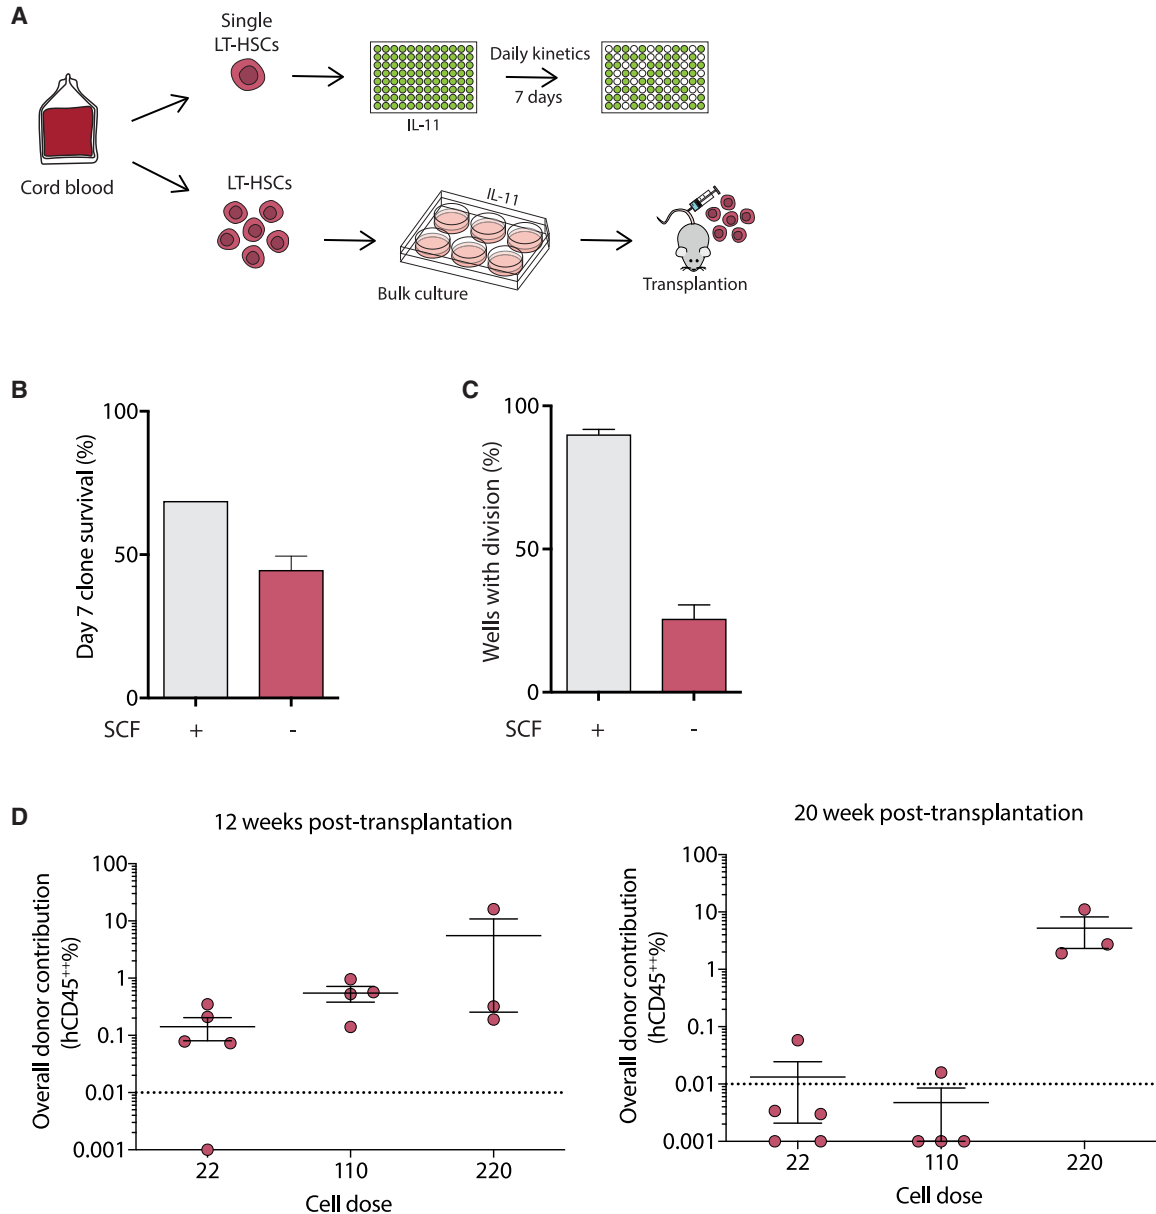 A
Single
LT-HSCs
Daily kinetics
7 days
IL-11
Cord blood
LT-HSCs
IL-11
Bulk culture
Transplantion
B
100
50
0
Day 7 clone survival (%)
SCF
+
-
C
100
50
0
Wells with division (%)
SCF
+
-
D
12 weeks post-transplantation
Overall donor contribution
(hCD45⁺⁺%)
100
10
1
0.1
0.01
0.001
22
110
220
Cell dose
20 week post-transplantation
Overall donor contribution
(hCD45⁺⁺%)
100
10
1
0.1
0.01
0.001
22
110
220
Cell dose